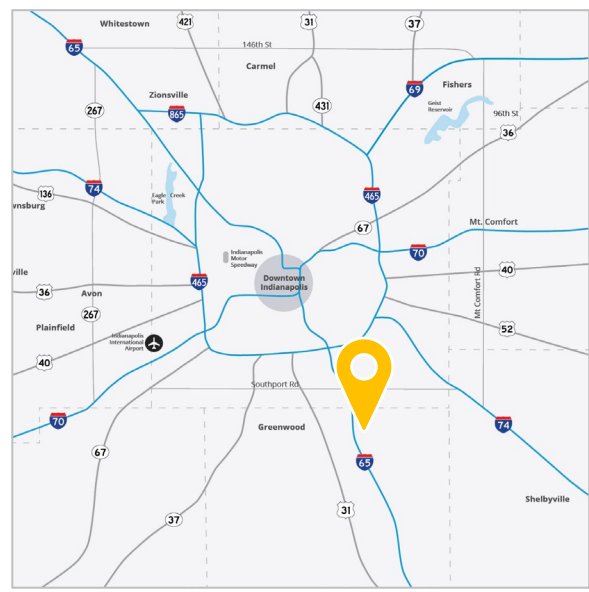 Whitestown
421
31
37
65
146th St
Carmel
Zionsville
69
Fishers
267
865
431
Geist
Reservoir
96th St
36
136
74
Eagle Creek
Park
465
wnsburg
67
Mt. Comfort
Indianapolis
Motor
Speedway
70
ville
465
Downtown
Indianapolis
40
36
Avon
Mt Comfort Rd
267
Plainfield
52
Indianapolis
International
Airport
40
Southport Rd
70
Greenwood
74
67
65
Shelbyville
31
37